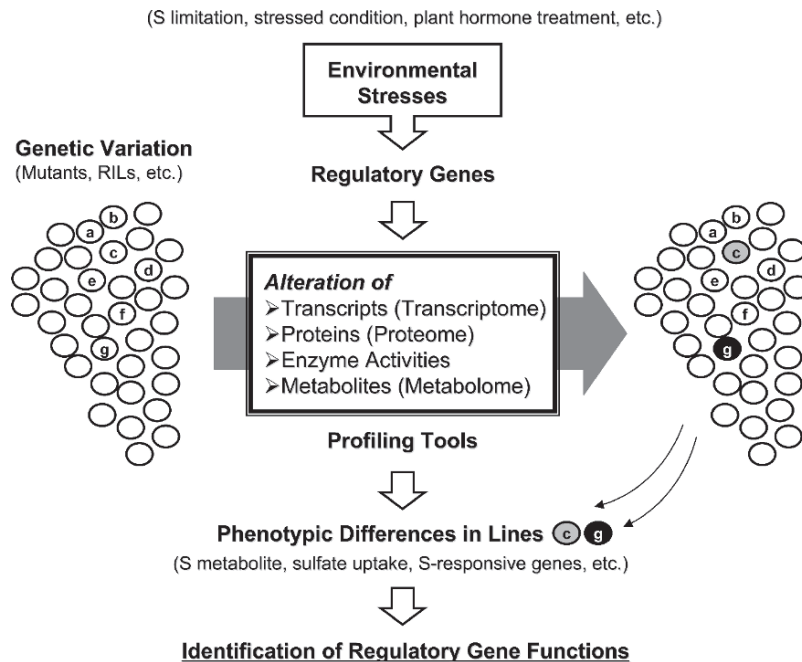 (S limitation, stressed condition, plant hormone treatment, etc.)
Environmental
Stresses
Genetic Variation
(Mutants, RILs, etc.)
Regulatory Genes
b
a
c
d
e
f
g
Alteration of
➢Transcripts (Transcriptome)
➢Proteins (Proteome)
➢Enzyme Activities
➢Metabolites (Metabolome)
b
a
c
d
e
f
g
Profiling Tools
Phenotypic Differences in Lines c g
(S metabolite, sulfate uptake, S-responsive genes, etc.)
Identification of Regulatory Gene Functions